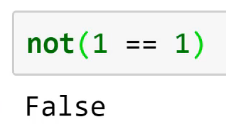 not(1 == 1)
False